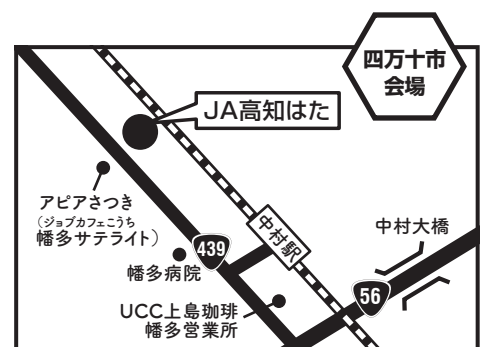 四万十市
会場
JA高知はた
アピアさつき
(ジョブカフェこうち
幡多サテライト)
中村駅
中村大橋
439
幡多病院
56
UCC上島珈琲
幡多営業所